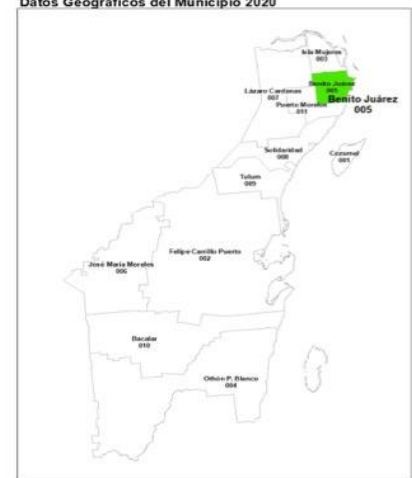 Datos Geográficos del Municipio 2020
Isla Mujeres
003
Benito Juárez
005
Benito Juárez
005
Lázaro Cárdenas
007
Puerto Morelos
011
Solidaridad
008
Cozumel
001
Tulum
009
Felipe Carrillo Puerto
002
José María Morelos
006
Bacalar
010
Othón P. Blanco
004